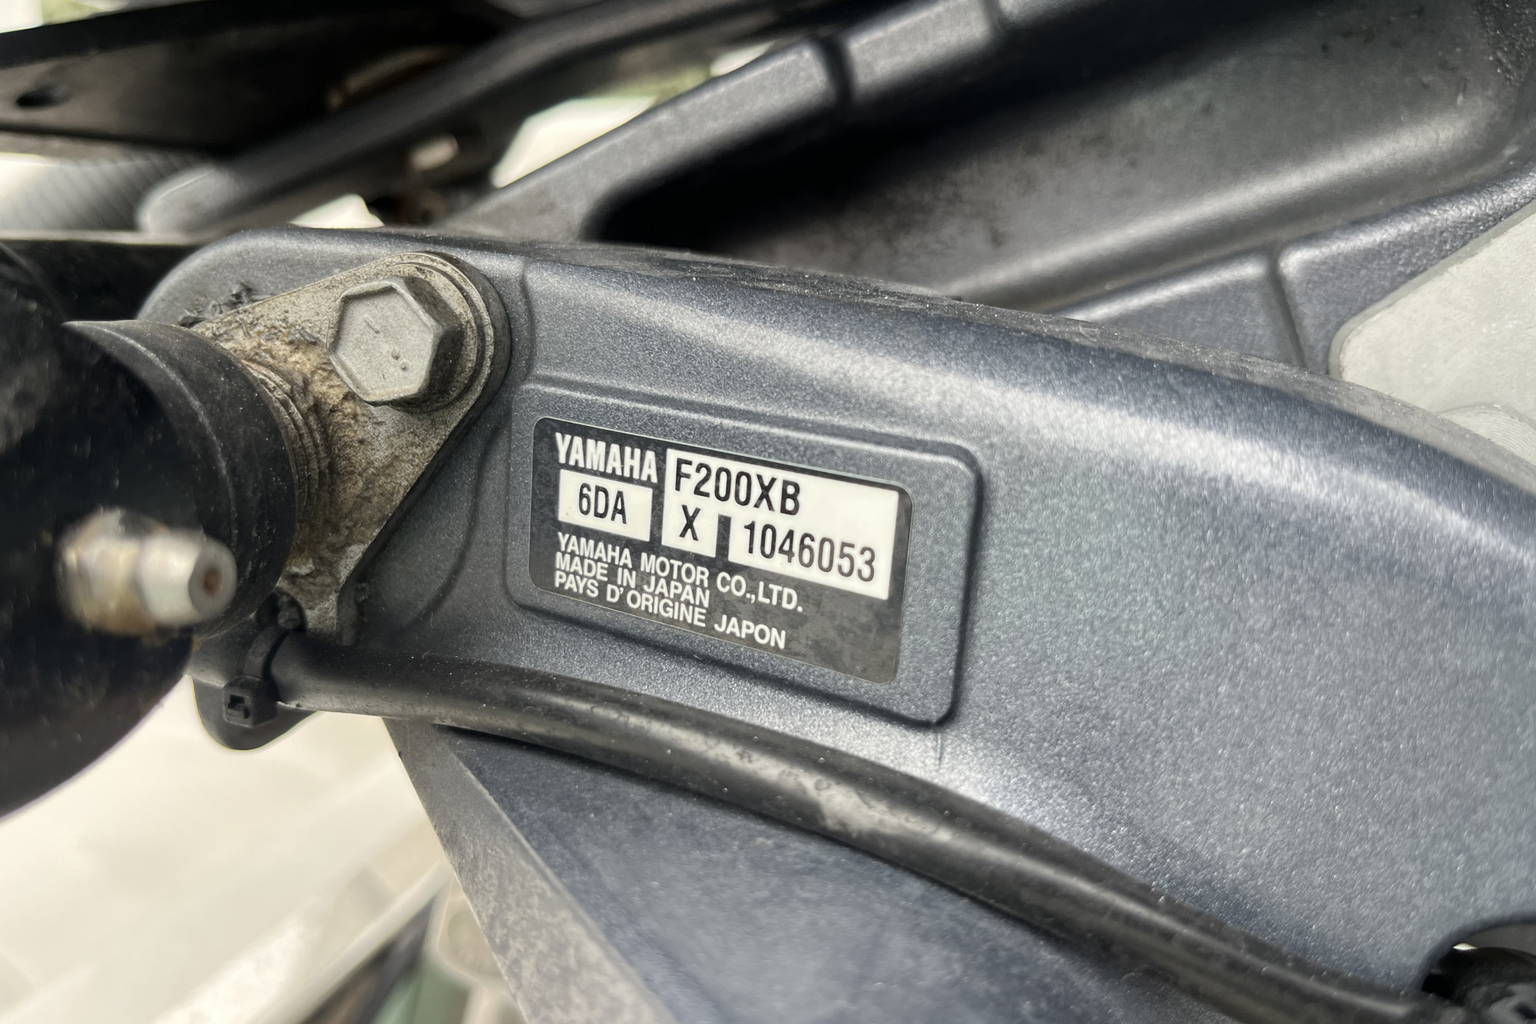 YAMAHA F200XB
6DA X 1046053
YAMAHA MOTOR CO.,LTD.
MADE IN JAPAN
PAYS D'ORIGINE JAPON